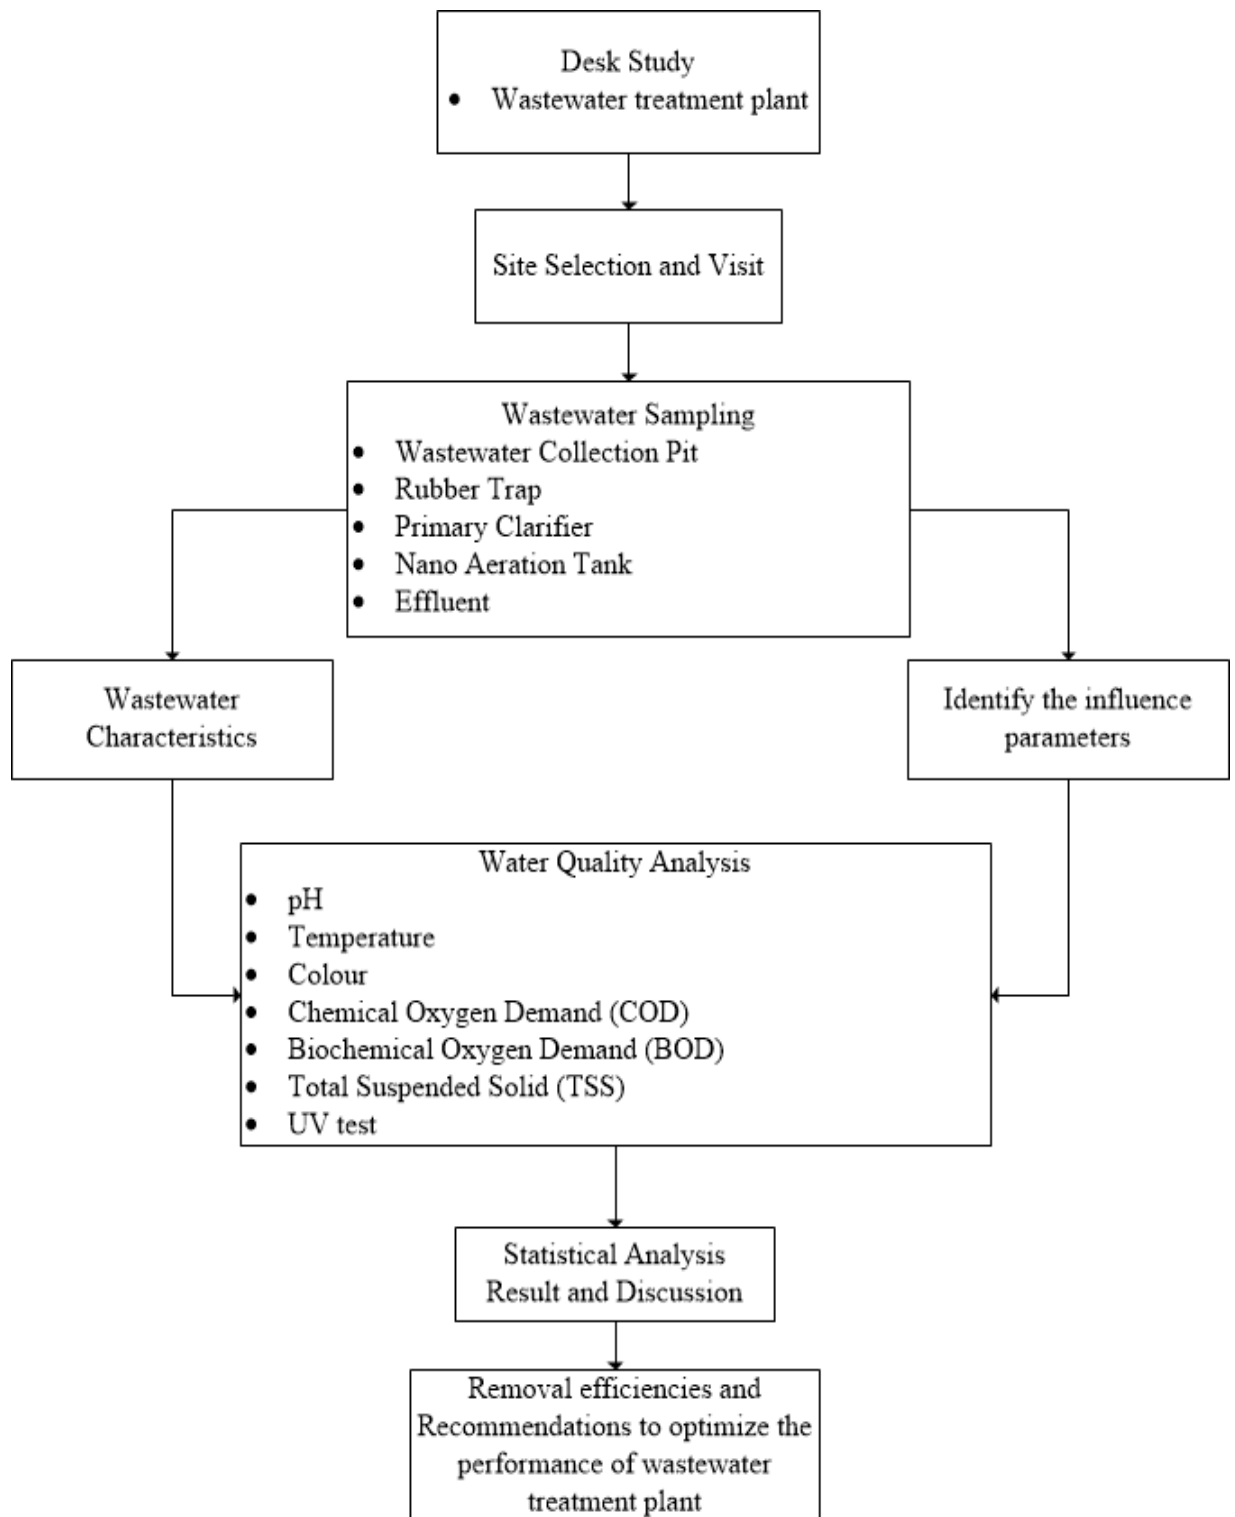 Desk Study
• Wastewater treatment plant
Site Selection and Visit
Wastewater Sampling
• Wastewater Collection Pit
• Rubber Trap
• Primary Clarifier
• Nano Aeration Tank
• Effluent
Wastewater
Characteristics
Identify the influence
parameters
Water Quality Analysis
• pH
• Temperature
• Colour
• Chemical Oxygen Demand (COD)
• Biochemical Oxygen Demand (BOD)
• Total Suspended Solid (TSS)
• UV test
Statistical Analysis
Result and Discussion
Removal efficiencies and
Recommendations to optimize the
performance of wastewater
treatment plant